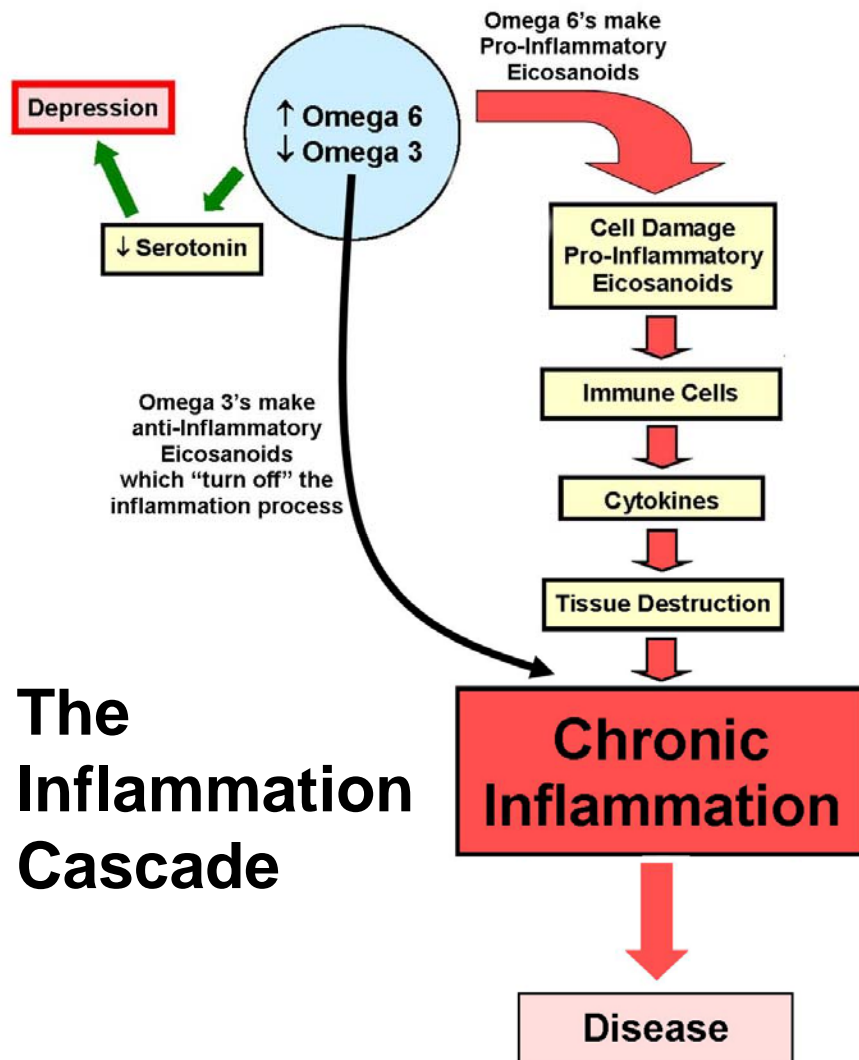 Omega 6's make
Pro-Inflammatory
Eicosanoids
Depression
↑ Omega 6
↓ Omega 3
↓ Serotonin
Cell Damage
Pro-Inflammatory
Eicosanoids
Immune Cells
Omega 3's make
anti-Inflammatory
Eicosanoids
which “turn off” the
inflammation process
Cytokines
Tissue Destruction
The
Inflammation
Cascade
Chronic
Inflammation
Disease